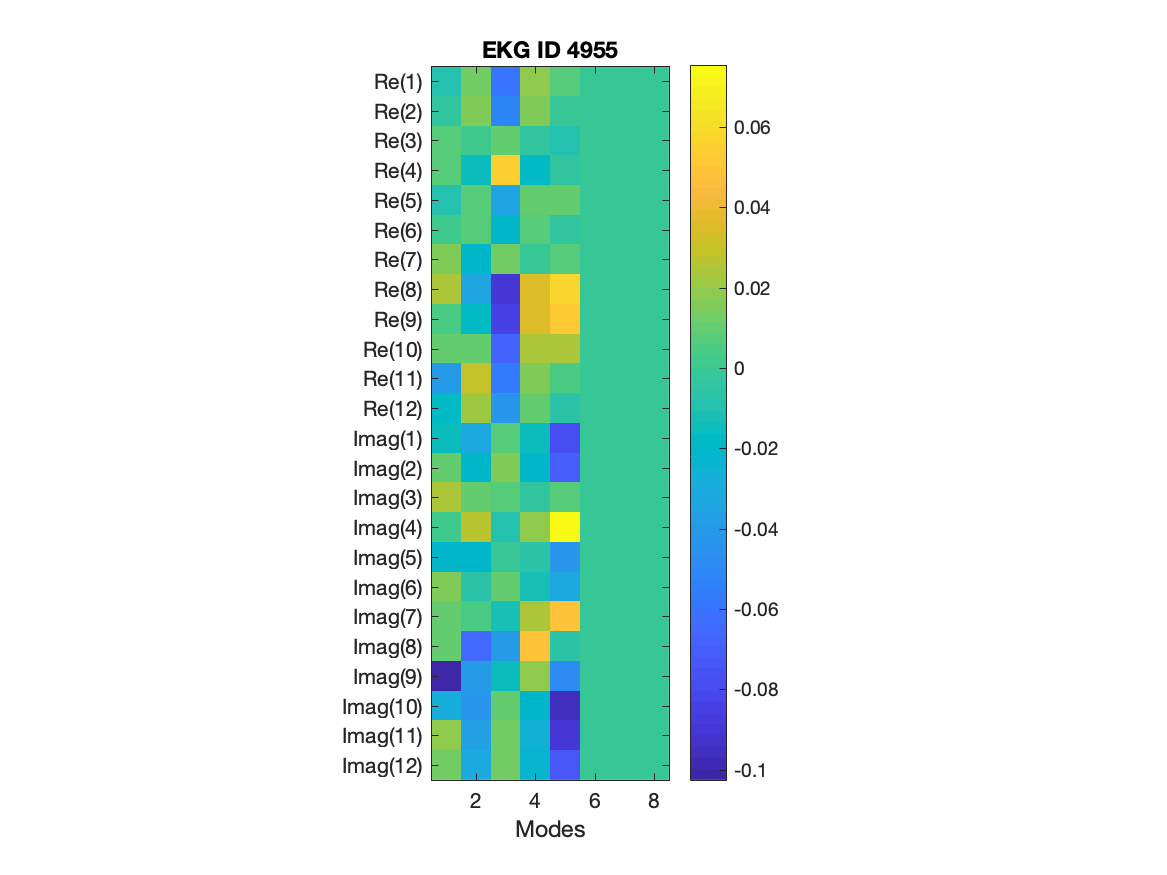 EKG ID 4955
Re(1)
Re(2)
Re(3)
Re(4)
Re(5)
Re(6)
Re(7)
Re(8)
Re(9)
Re(10)
Re(11)
Re(12)
Imag(1)
Imag(2)
Imag(3)
Imag(4)
Imag(5)
Imag(6)
Imag(7)
Imag(8)
Imag(9)
Imag(10)
Imag(11)
Imag(12)
2 4 6 8
Modes
0.06
0.04
0.02
0
-0.02
-0.04
-0.06
-0.08
-0.1